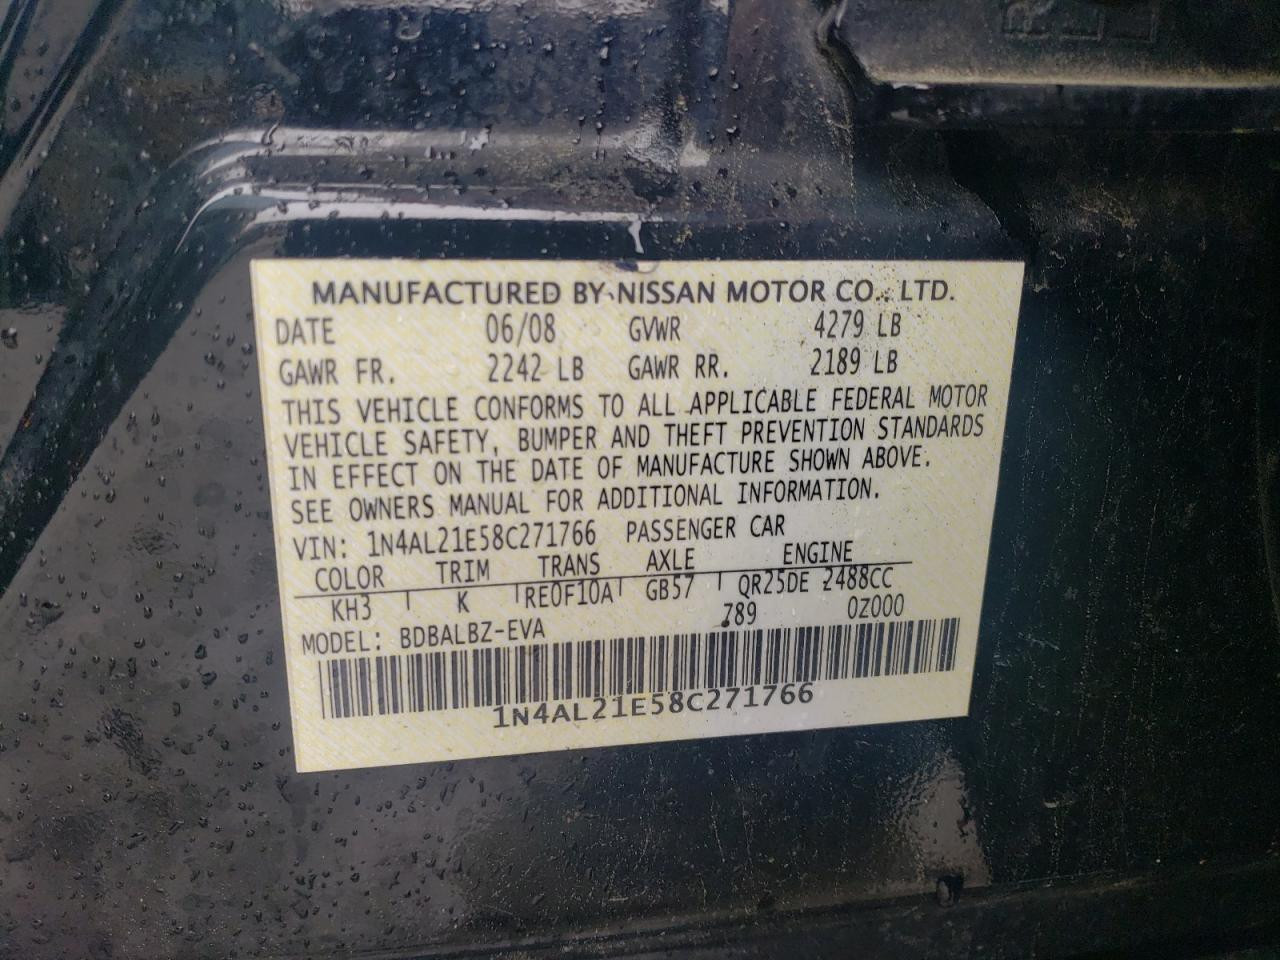 MANUFACTURED BY NISSAN MOTOR CO., LTD.
DATE 06/08 GVWR 4279 LB
GAWR FR. 2242 LB GAWR RR. 2189 LB
THIS VEHICLE CONFORMS TO ALL APPLICABLE FEDERAL MOTOR
VEHICLE SAFETY, BUMPER AND THEFT PREVENTION STANDARDS
IN EFFECT ON THE DATE OF MANUFACTURE SHOWN ABOVE.
SEE OWNERS MANUAL FOR ADDITIONAL INFORMATION.
VIN: 1N4AL21E58C271766 PASSENGER CAR
COLOR TRIM TRANS AXLE ENGINE
KH3 K RE0F10A GB57 QR25DE 2488CC
MODEL: BDBALBZ-EVA 789 0Z000
1N4AL21E58C271766